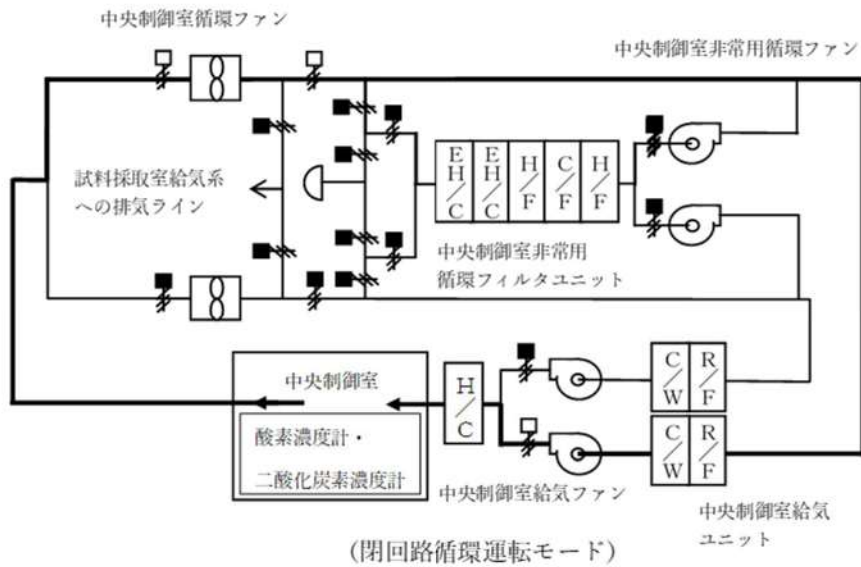 中央制御室循環ファン
中央制御室非常用循環ファン
試料採取室給気系
への排気ライン
EH/C
EH/C
H/F
C/F
H/F
中央制御室非常用
循環フィルタユニット
中央制御室
酸素濃度計・
二酸化炭素濃度計
H/C
C/W
R/F
C/W
R/F
中央制御室給気ファン
中央制御室給気
ユニット
(閉回路循環運転モード)